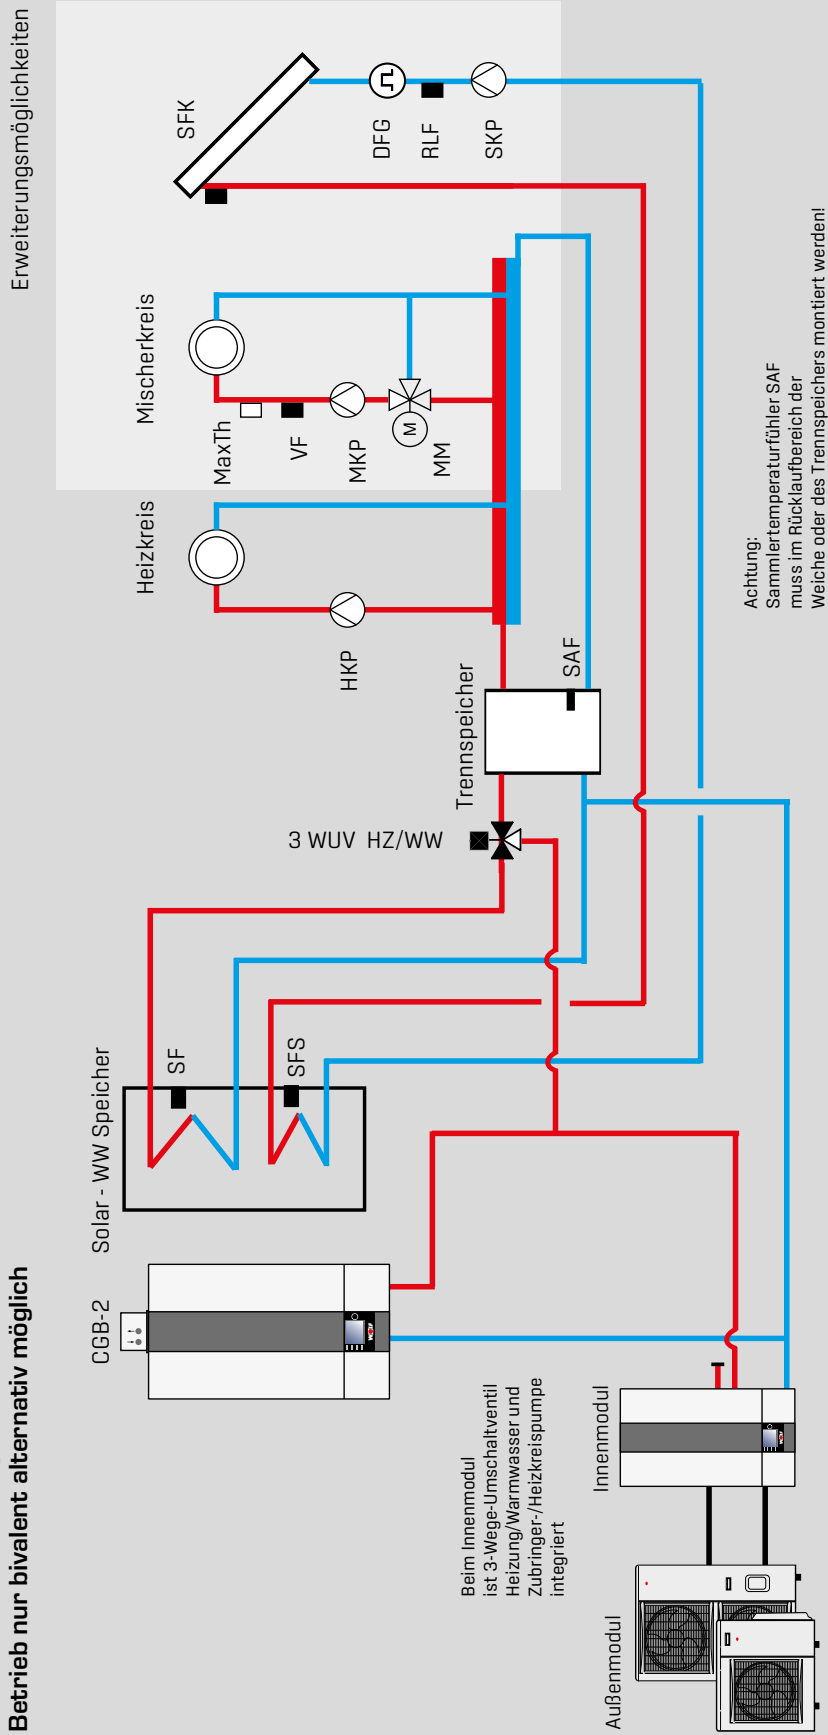 Betrieb nur bivalent alternativ möglich
Erweiterungsmöglichkeiten
CGB-2
Solar - WW Speicher
SF
SFS
3 WUV HZ/WW
Trennspeicher
SAF
Heizkreis
HKP
Mischerkreis
MaxTh
VF
MKP
MM
M
SFK
DFG
RLF
SKP
Außenmodul
Innenmodul
Beim Innenmodul
ist 3-Wege-Umschaltventil
Heizung/Warmwasser und
Zubringer-/Heizkreispumpe
integriert
Achtung:
Sammlertemperaturfühler SAF
muss im Rücklaufbereich der
Weiche oder des Trennspeichers montiert werden!